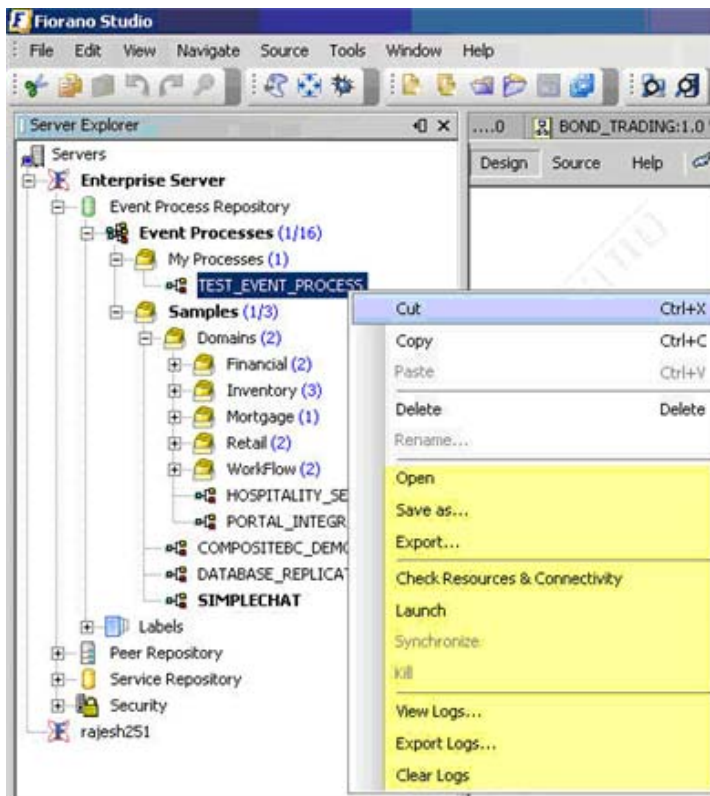 Fiorano Studio
File Edit View Navigate Source Tools Window Help
Server Explorer
....0 BOND_TRADING:1.0
Design Source Help
Servers
Enterprise Server
Event Process Repository
Event Processes (1/16)
My Processes (1)
TEST_EVENT_PROCESS
Samples (1/3)
Domains (2)
Financial (2)
Inventory (3)
Mortgage (1)
Retail (2)
WorkFlow (2)
HOSPITALITY_SE
PORTAL_INTEGR
COMPOSITEBC_DEMO
DATABASE_REPLICAT
SIMPLECHAT
Labels
Peer Repository
Service Repository
Security
rajesh251
Cut Ctrl+X
Copy Ctrl+C
Paste Ctrl+V
Delete Delete
Rename...
Open
Save as...
Export...
Check Resources & Connectivity
Launch
Synchronize
Kill
View Logs...
Export Logs...
Clear Logs